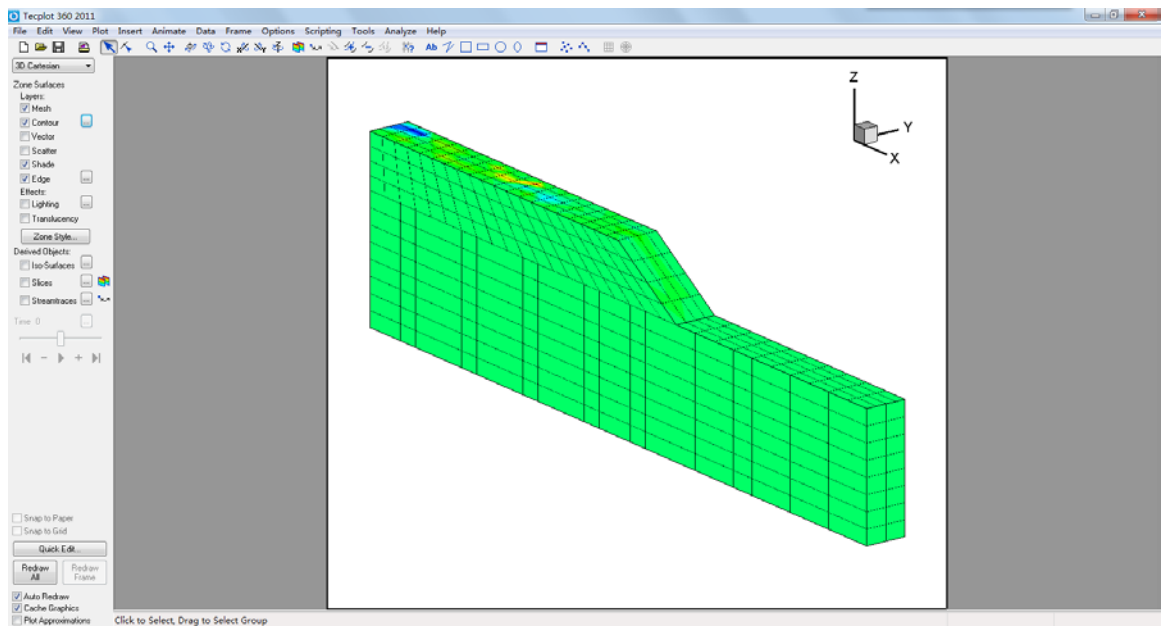 Tecplot 360 2011
File Edit View Plot Insert Animate Data Frame Options Scripting Tools Analyze Help
3D Cartesian
Zone Surfaces
Layers:
Mesh
Contour
Vector
Scatter
Shade
Edge
Effects:
Lighting
Translucency
Zone Style...
Derived Objects:
Iso-Surfaces
Slices
Streamtraces
Time: 0
Snap to Paper
Snap to Grid
Quick Edit...
Redraw All
Redraw Frame
Auto Redraw
Cache Graphics
Plot Approximations
Click to Select, Drag to Select Group
Z
Y
X
Ab